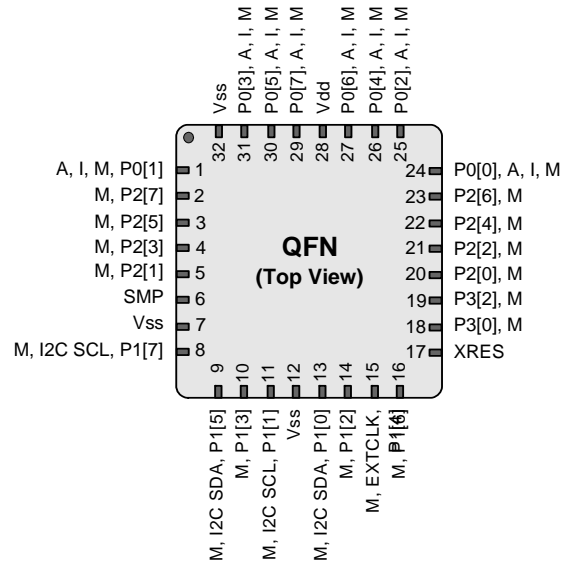 Vss
P0[3], A, I, M
P0[5], A, I, M
P0[7], A, I, M
Vdd
P0[6], A, I, M
P0[4], A, I, M
P0[2], A, I, M
32
31
30
29
28
27
26
25
A, I, M, P0[1]
1
M, P2[7]
2
M, P2[5]
3
M, P2[3]
4
M, P2[1]
5
SMP
6
Vss
7
M, I2C SCL, P1[7]
8
QFN
(Top View)
24
P0[0], A, I, M
23
P2[6], M
22
P2[4], M
21
P2[2], M
20
P2[0], M
19
P3[2], M
18
P3[0], M
17
XRES
9
10
11
12
13
14
15
16
M, I2C SDA, P1[5]
M, P1[3]
M, I2C SCL, P1[1]
Vss
M, I2C SDA, P1[0]
M, P1[2]
M, EXTCLK,
P1[4]
M, P1[6]